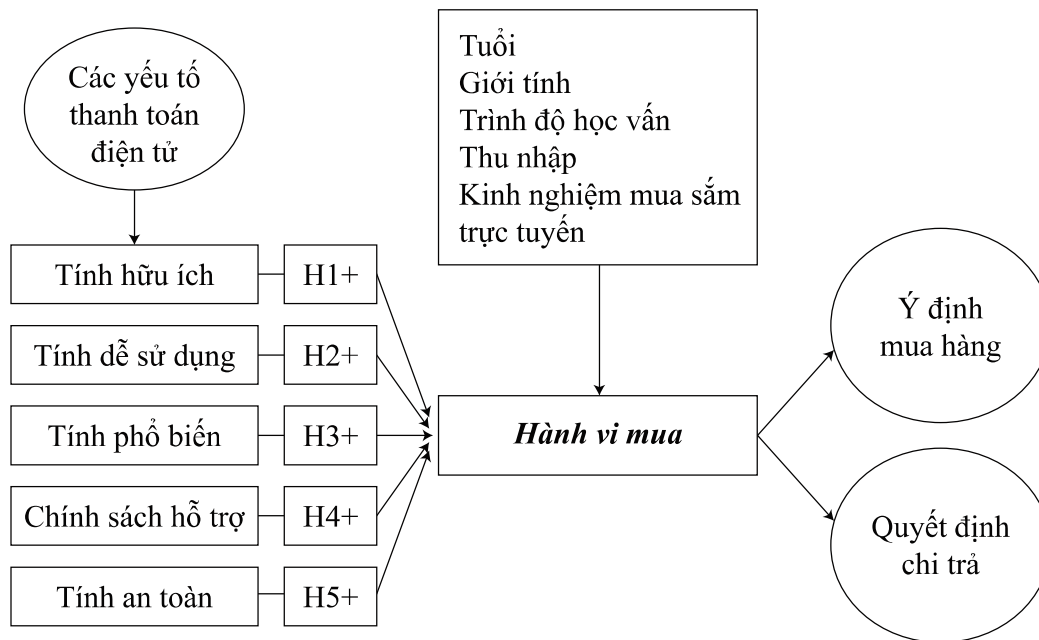 Các yếu tố
thanh toán
điện tử
Tuổi
Giới tính
Trình độ học vấn
Thu nhập
Kinh nghiệm mua sắm
trực tuyến
Tính hữu ích
H1+
Tính dễ sử dụng
H2+
Tính phổ biến
H3+
Chính sách hỗ trợ
H4+
Tính an toàn
H5+
Hành vi mua
Ý định
mua hàng
Quyết định
chi trả